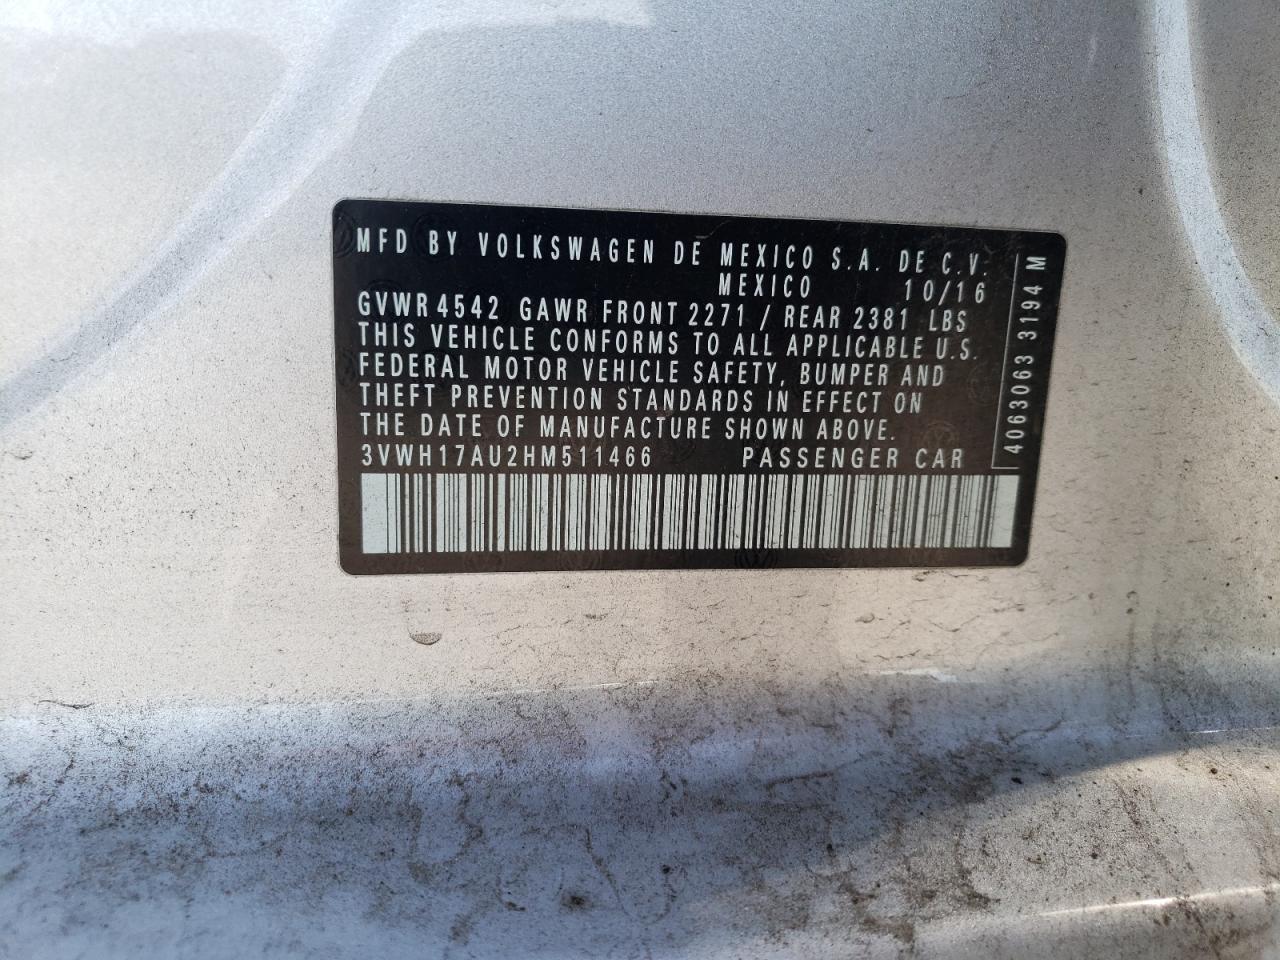 MFD BY VOLKSWAGEN DE MEXICO S.A. DE C.V.
MEXICO 10/16
GVWR 4542 GAWR FRONT 2271 / REAR 2381 LBS
THIS VEHICLE CONFORMS TO ALL APPLICABLE U.S.
FEDERAL MOTOR VEHICLE SAFETY, BUMPER AND
THEFT PREVENTION STANDARDS IN EFFECT ON
THE DATE OF MANUFACTURE SHOWN ABOVE.
3VWH17AU2HM511466 PASSENGER CAR
4063063 3194 M